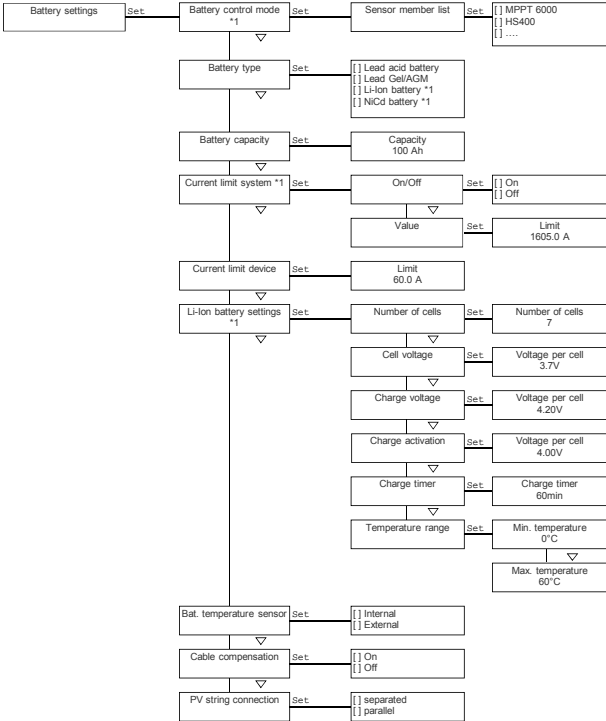 Battery settings
Set
Battery control mode
*1
Set
Sensor member list
Set
[ ] MPPT 6000
[ ] HS400
[ ] ....
Battery type
Set
[ ] Lead acid battery
[ ] Lead Gel/AGM
[ ] Li-Ion battery *1
[ ] NiCd battery *1
Battery capacity
Set
Capacity
100 Ah
Current limit system *1
Set
On/Off
Set
[ ] On
[ ] Off
Value
Set
Limit
1605.0 A
Current limit device
Set
Limit
60.0 A
Li-Ion battery settings
*1
Set
Number of cells
Set
Number of cells
7
Cell voltage
Set
Voltage per cell
3.7V
Charge voltage
Set
Voltage per cell
4.20V
Charge activation
Set
Voltage per cell
4.00V
Charge timer
Set
Charge timer
60min
Temperature range
Set
Min. temperature
0°C
Max. temperature
60°C
Bat. temperature sensor
Set
[ ] Internal
[ ] External
Cable compensation
Set
[ ] On
[ ] Off
PV string connection
Set
[ ] separated
[ ] parallel